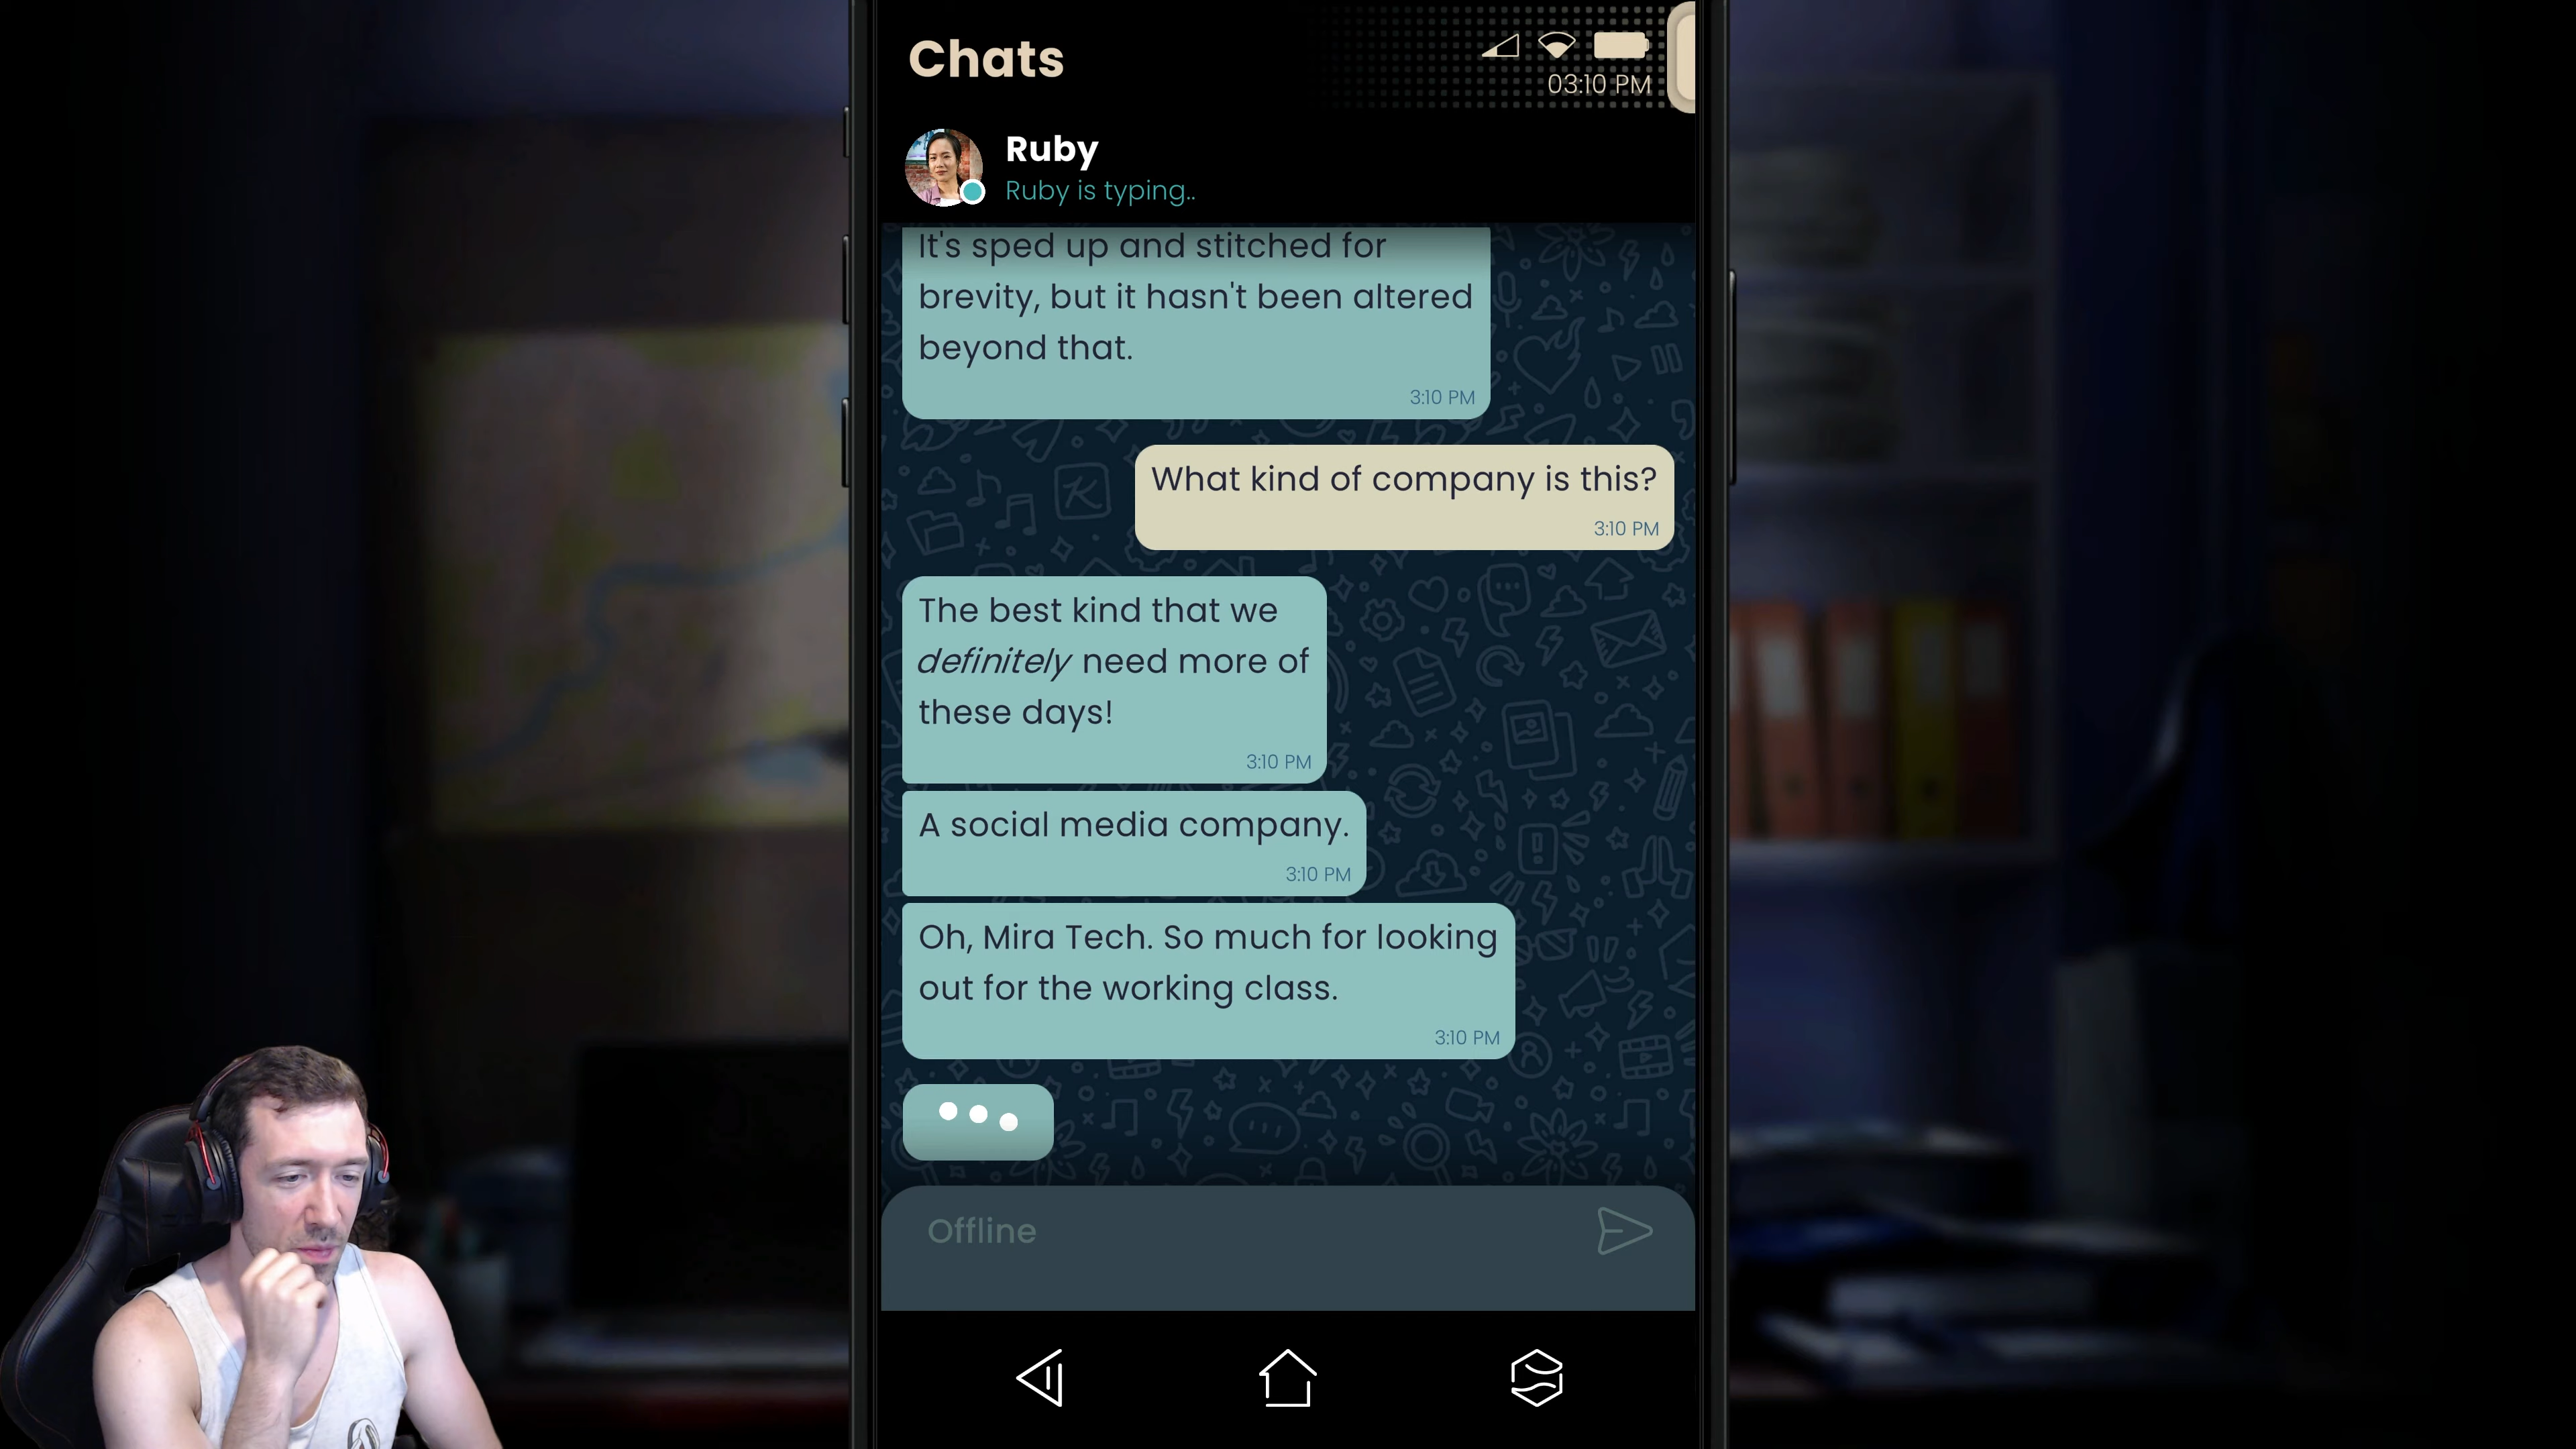 Chats
03:10 PM
Ruby
Ruby is typing..
It's sped up and stitched for
brevity, but it hasn't been altered
beyond that.
3:10 PM
What kind of company is this?
3:10 PM
The best kind that we
definitely need more of
these days!
3:10 PM
A social media company.
3:10 PM
Oh, Mira Tech. So much for looking
out for the working class.
3:10 PM
Offline